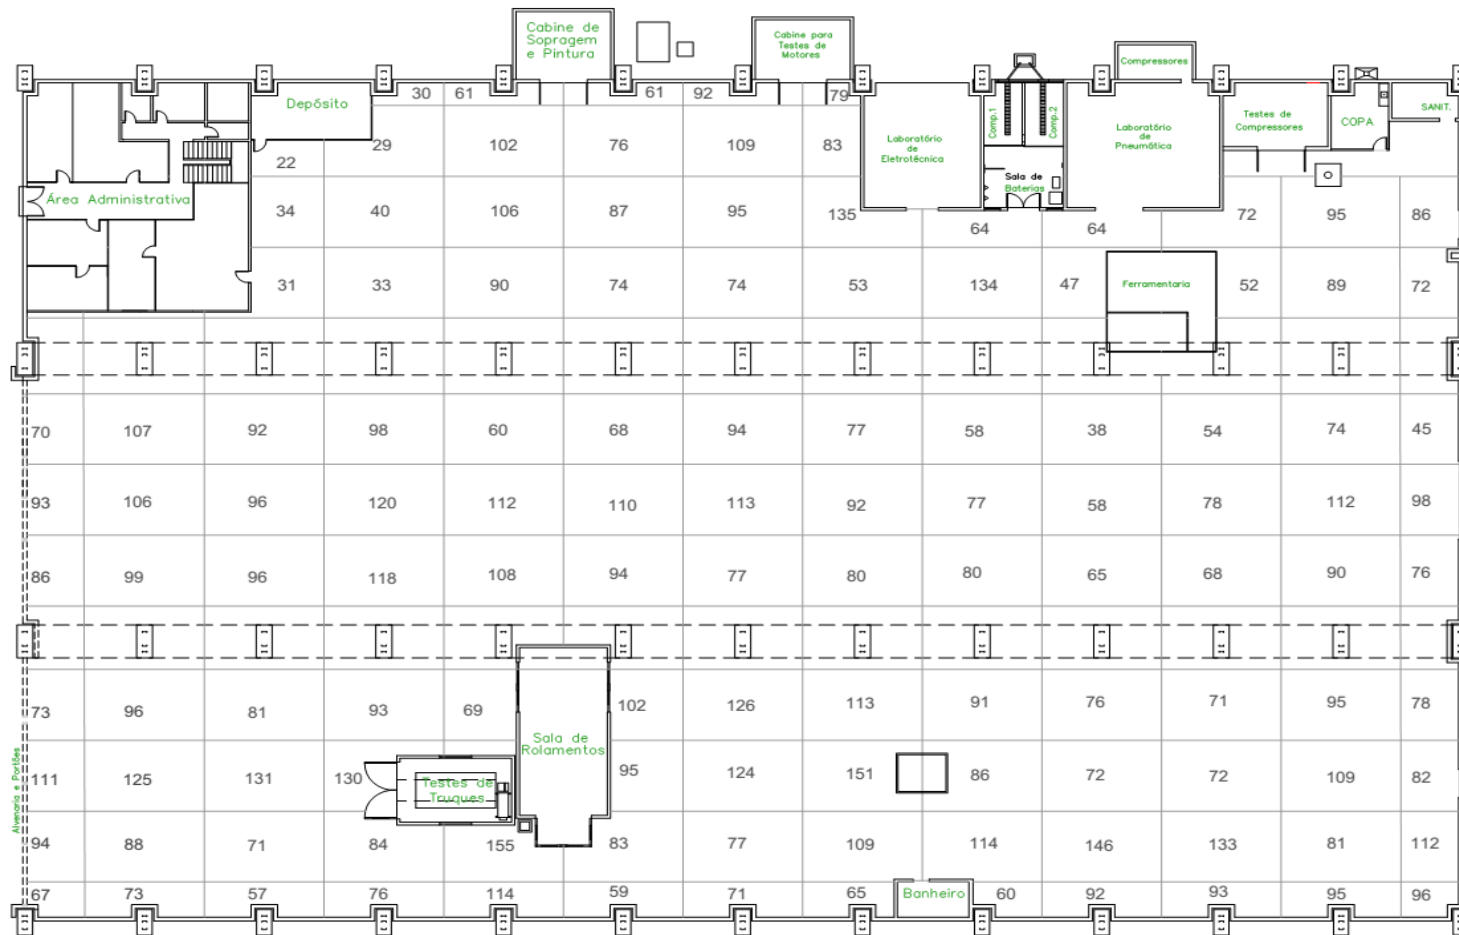 Cabine de
Sopragem
e Pintura
Cabine para
Testes de
Motores
Compressores
Depósito
30 61 61 92 79
Comp.1
Comp.2
Testes de
Compressores
COPA
SANIT.
29 102 76 109 83
Laboratório
de
Eletrotécnica
Laboratório
de
Pneumática
22
Sala de
Baterias
Área Administrativa
34 40 106 87 95 135 64 64 72 95 86
31 33 90 74 74 53 134 47 Ferramentaria 52 89 72
70 107 92 98 60 68 94 77 58 38 54 74 45
93 106 96 120 112 110 113 92 77 58 78 112 98
86 99 96 118 108 94 77 80 80 65 68 90 76
73 96 81 93 69 102 126 113 91 76 71 95 78
Sala de
Rolamentos
111 125 131 130 95 124 151 86 72 72 109 82
Testes de
Truques
Alvenaria e Portões
94 88 71 84 155 83 77 109 114 146 133 81 112
67 73 57 76 114 59 71 65 Banheiro 60 92 93 95 96